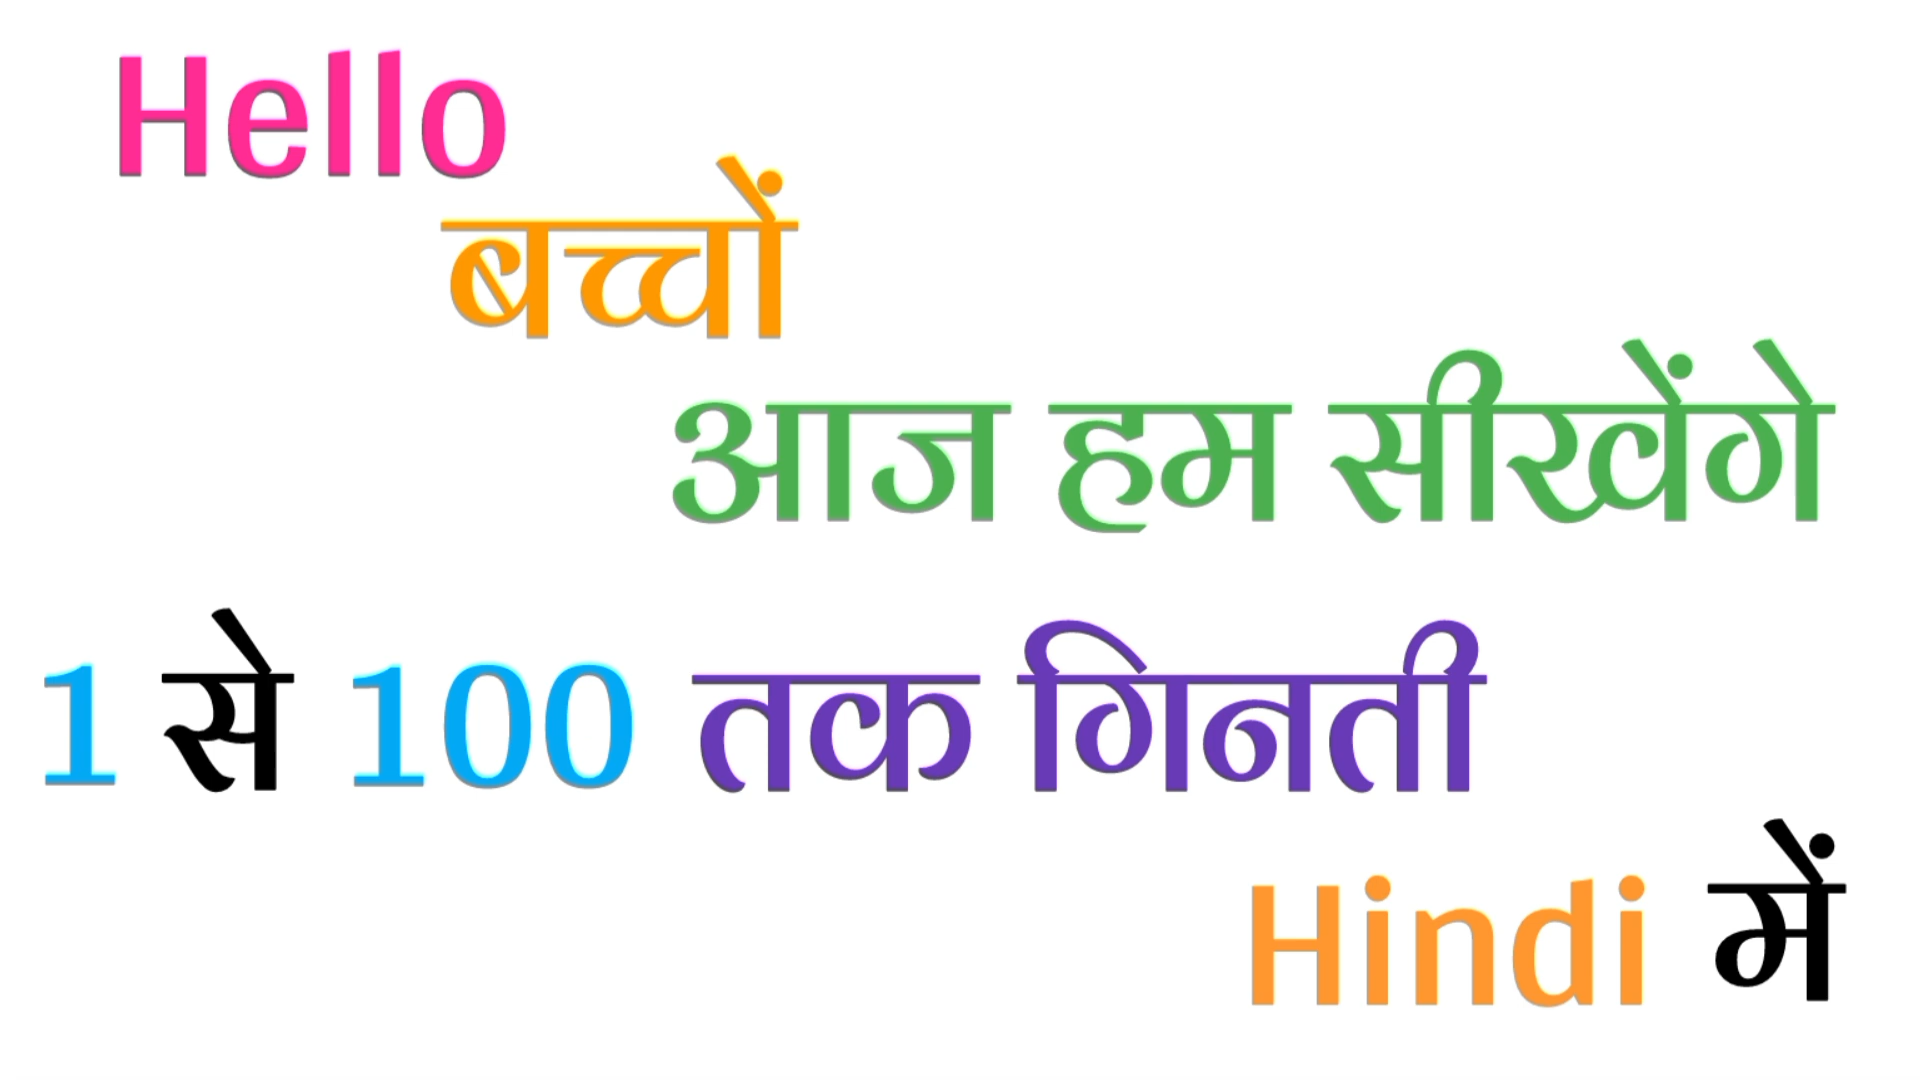 Hello
बच्चों
आज हम सीखेंगे
1 से 100 तक गिनती
Hindi में